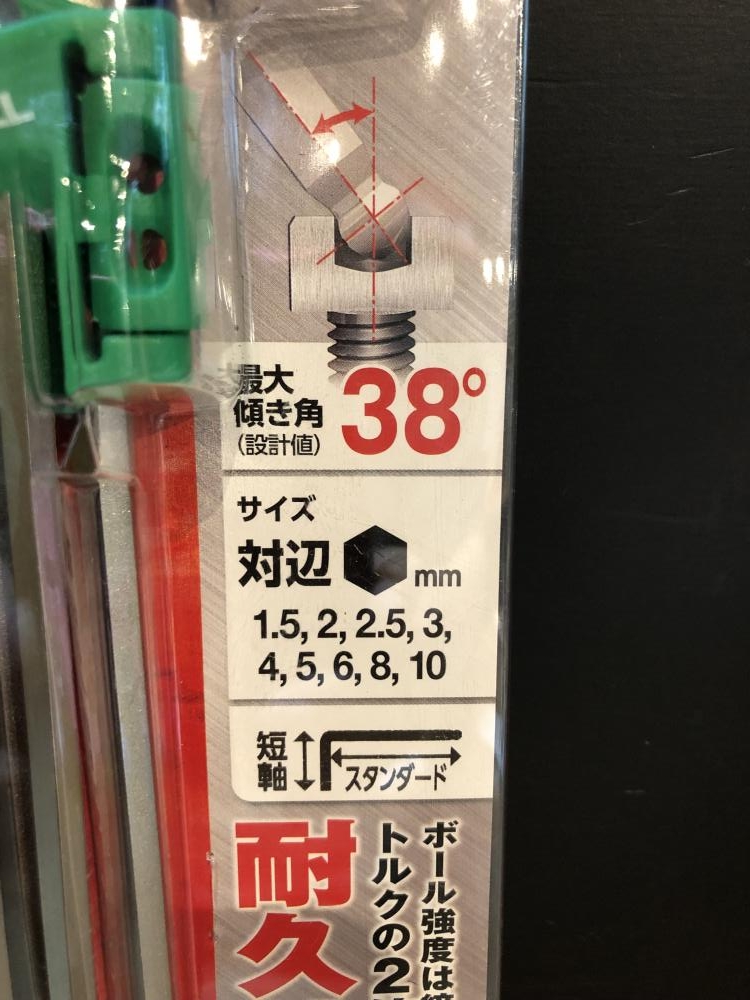 最大
傾き角
(設計値)
38°
サイズ
対辺 mm
1.5, 2, 2.5, 3,
4, 5, 6, 8, 10
短軸
スタンダード
耐久
ボール強度は
トルクの2